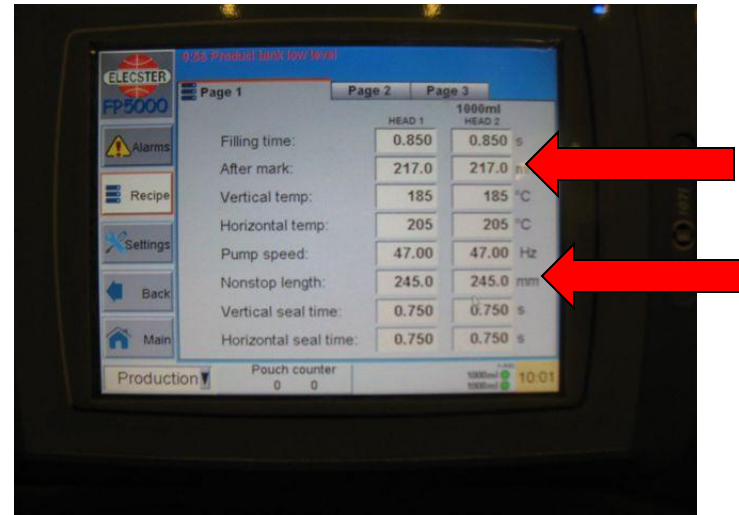 9:58 Product tank low level
ELECSTER
FP5000
Page 1 Page 2 Page 3
1000ml
HEAD 1 HEAD 2
Filling time: 0.850 0.850 s
Alarms
After mark: 217.0 217.0
Recipe
Vertical temp: 185 185 °C
Horizontal temp: 205 205 °C
Settings
Pump speed: 47.00 47.00 Hz
Nonstop length: 245.0 245.0 mm
Back
Vertical seal time: 0.750 0.750 s
Main
Horizontal seal time: 0.750 0.750 s
Production
Pouch counter
0 0
1000ml
1000ml
10:01